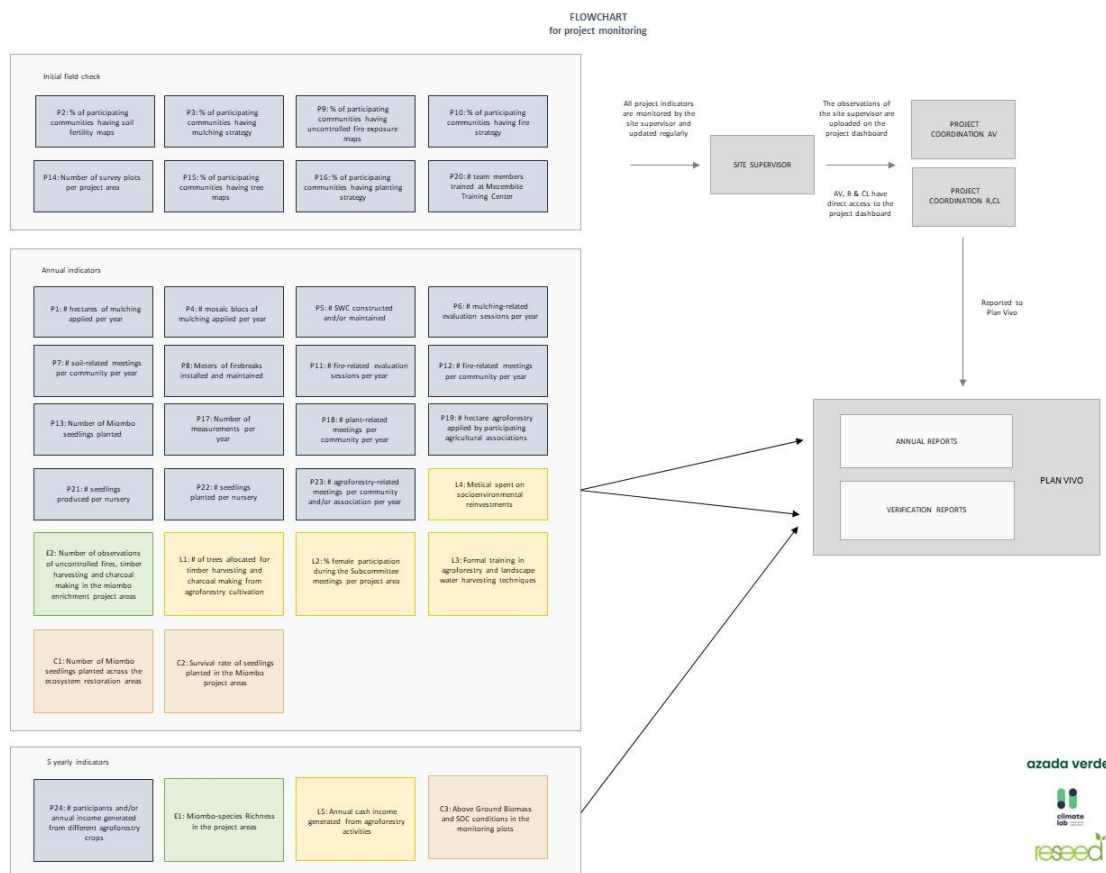 FLOWCHART
for project monitoring
Initial field check
P2: % of participating
communities having soil
fertility maps
P3: % of participating
communities having
mulching strategy
P9: % of participating
communities having
uncontrolled fire exposure
maps
P10: % of participating
communities having fire
strategy
P14: Number of survey plots
per project area
P15: % of participating
communities having tree
maps
P16: % of participating
communities having planting
strategy
P20: # team members
trained at Mezembite
Training Center
All project indicators
are monitored by the
site supervisor and
updated regularly
SITE SUPERVISOR
The observations of
the site supervisor are
uploaded on the
project dashboard
AV, R & CL have
direct access to the
project dashboard
PROJECT
COORDINATION AV
PROJECT
COORDINATION R,CL
Reported to
Plan Vivo
Annual indicators
P1: # hectares of mulching
applied per year
P4: # mosaic blocs of
mulching applied per year
P5: # SWC constructed
and/or maintained
P6: # mulching-related
evaluation sessions per year
P7: # soil-related meetings
per community per year
P8: Meters of firebreaks
installed and maintained
P11: # fire-related evaluation
sessions per year
P12: # fire-related meetings
per community per year
P13: Number of Miombo
seedlings planted
P17: Number of
measurements per
year
P18: # plant-related
meetings per
community per year
P19: # hectare agroforestry
applied by participating
agricultural associations
P21: # seedlings
produced per nursery
P22: # seedlings
planted per nursery
P23: # agroforestry-related
meetings per community
and/or association per year
L4: Metical spent on
socioenvironmental
reinvestments
E2: Number of observations
of uncontrolled fires, timber
harvesting and charcoal
making in the miombo
enrichment project areas
L1: # of trees allocated for
timber harvesting and
charcoal making from
agroforestry cultivation
L2: % female participation
during the Subcommittee
meetings per project area
L3: Formal training in
agroforestry and landscape
water harvesting techniques
C1: Number of Miombo
seedlings planted across the
ecosystem restoration areas
C2: Survival rate of seedlings
planted in the Miombo
project areas
ANNUAL REPORTS
VERIFICATION REPORTS
PLAN VIVO
5 yearly indicators
P24: # participants and/or
annual income generated
from different agroforestry
crops
E1: Miombo-species Richness
in the project areas
L5: Annual cash income
generated from agroforestry
activities
C3: Above Ground Biomass
and SOC conditions in the
monitoring plots
azada verde
climate
lab
reseed